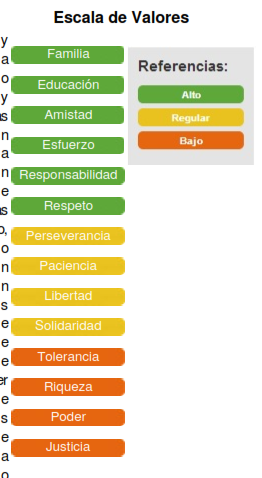 Escala de Valores
Familia
Educación
Amistad
Esfuerzo
Responsabilidad
Respeto
Perseverancia
Paciencia
Libertad
Solidaridad
Tolerancia
Riqueza
Poder
Justicia
Referencias:
Alto
Regular
Bajo